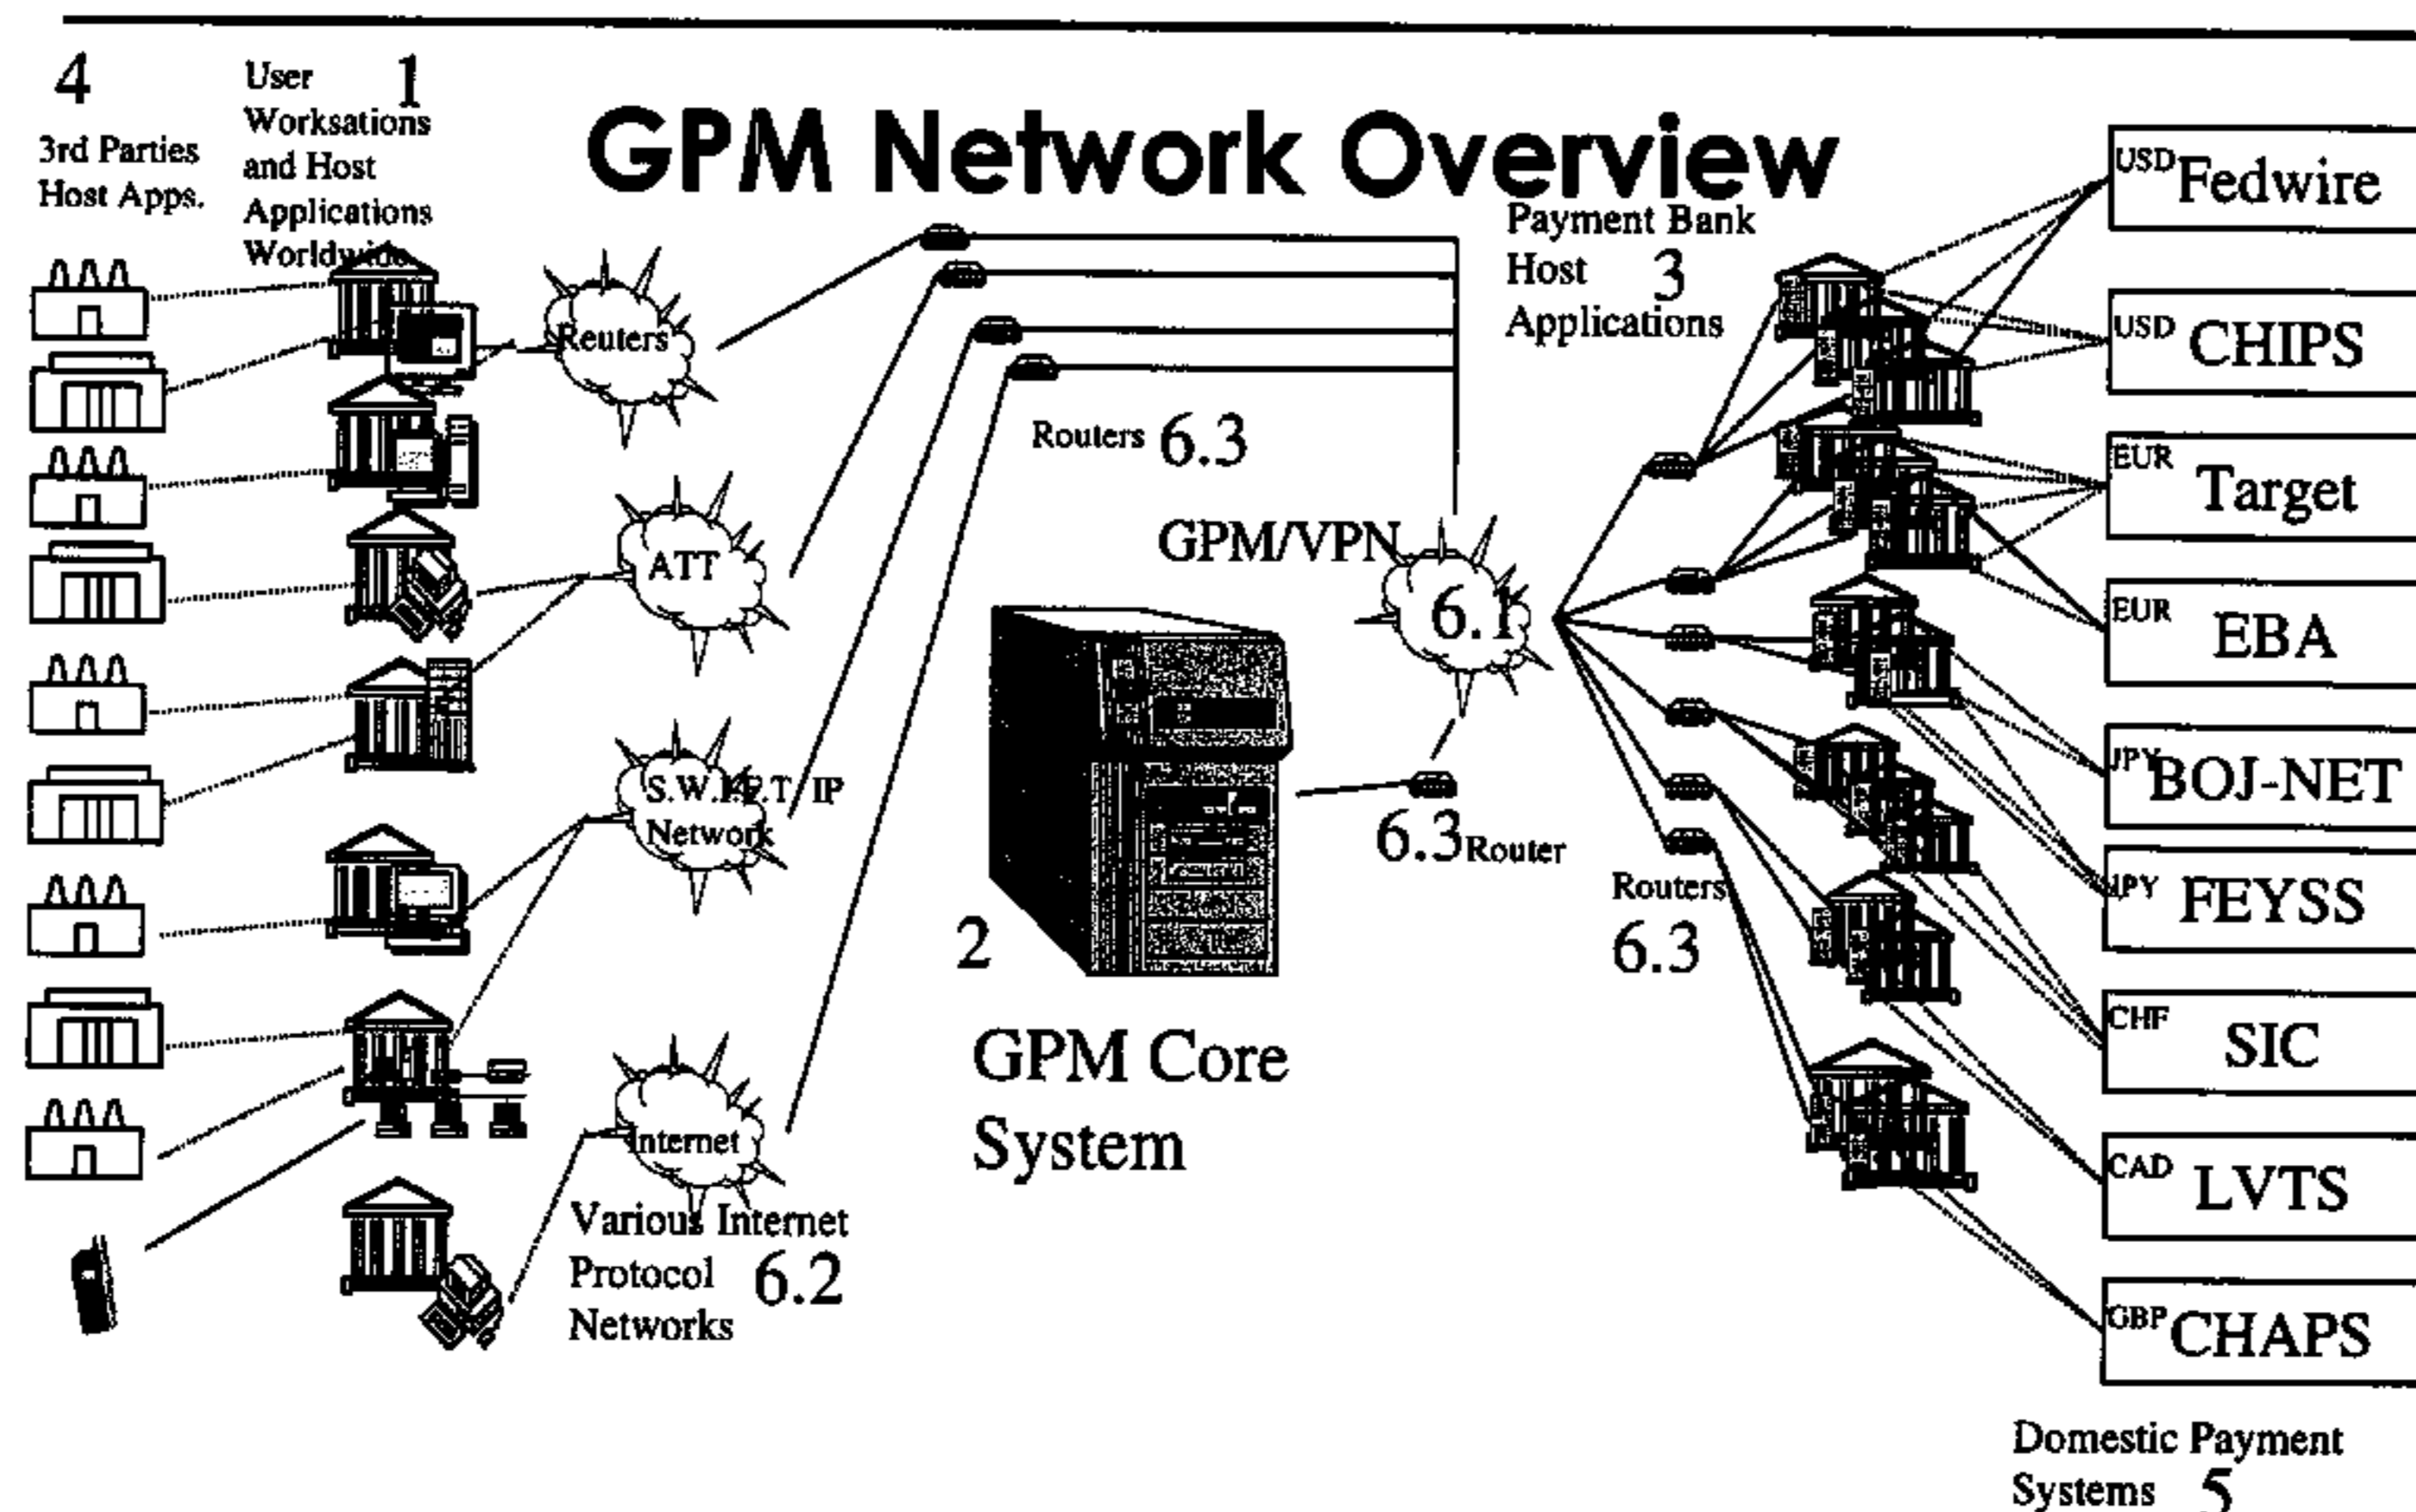 4
3rd Parties
Host Apps.
User 1
Worksations
and Host
Applications
Worldwide
GPM Network Overview
Payment Bank
Host 3
Applications
Reuters
ATT
S.W.I.F.T IP
Network
Internet
Various Internet
Protocol 6.2
Networks
Routers 6.3
GPM/VPN
6.1
2
GPM Core
System
6.3 Router
Routers
6.3
USD Fedwire
USD CHIPS
EUR Target
EUR EBA
JPY BOJ-NET
JPY FEYSS
CHF SIC
CAD LVTS
GBP CHAPS
Domestic Payment
Systems 5